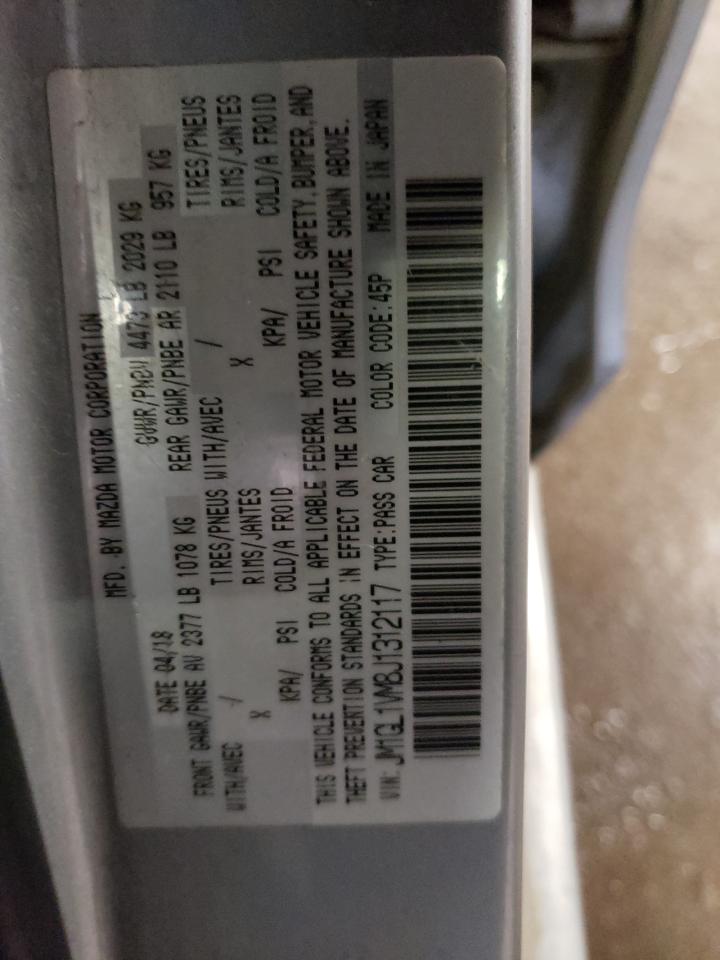 MFD. BY MAZDA MOTOR CORPORATION
DATE 04/18 GVWR/PNBV 4473 LB 2029 KG
FRONT GAWR/PNBE AV 2377 LB 1078 KG REAR GAWR/PNBE AR 2110 LB 957 KG
WITH/AVEC / TIRES/PNEUS WITH/AVEC / TIRES/PNEUS
X RIMS/JANTES X RIMS/JANTES
KPA/ PSI COLD/A FROID KPA/ PSI COLD/A FROID
THIS VEHICLE CONFORMS TO ALL APPLICABLE FEDERAL MOTOR VEHICLE SAFETY, BUMPER, AND
THEFT PREVENTION STANDARDS IN EFFECT ON THE DATE OF MANUFACTURE SHOWN ABOVE.
VIN: JM1GL1VM8J1312117 TYPE:PASS CAR COLOR CODE:45P MADE IN JAPAN